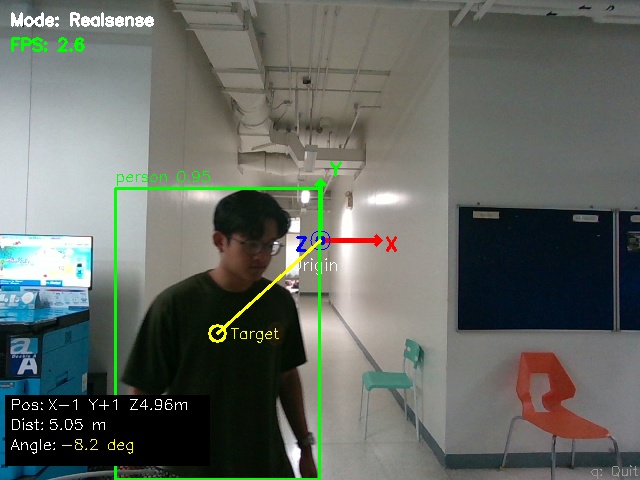 Mode: Realsense
FPS: 2.6
person 0.95
Y
Z
X
Origin
Target
a
A
Pos: X-1 Y+1 Z4.96m
Dist: 5.05 m
Angle: -8.2 deg
q: Quit